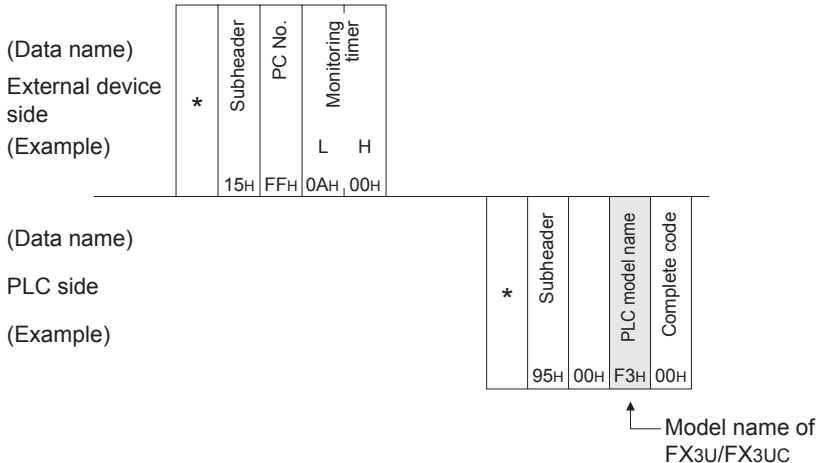 (Data name)
External device
side
(Example)
*
Subheader
PC No.
Monitoring
timer
L H
15H FFH 0AH 00H
(Data name)
PLC side
(Example)
*
Subheader
PLC model name
Complete code
95H 00H F3H 00H
Model name of
FX3U/FX3UC